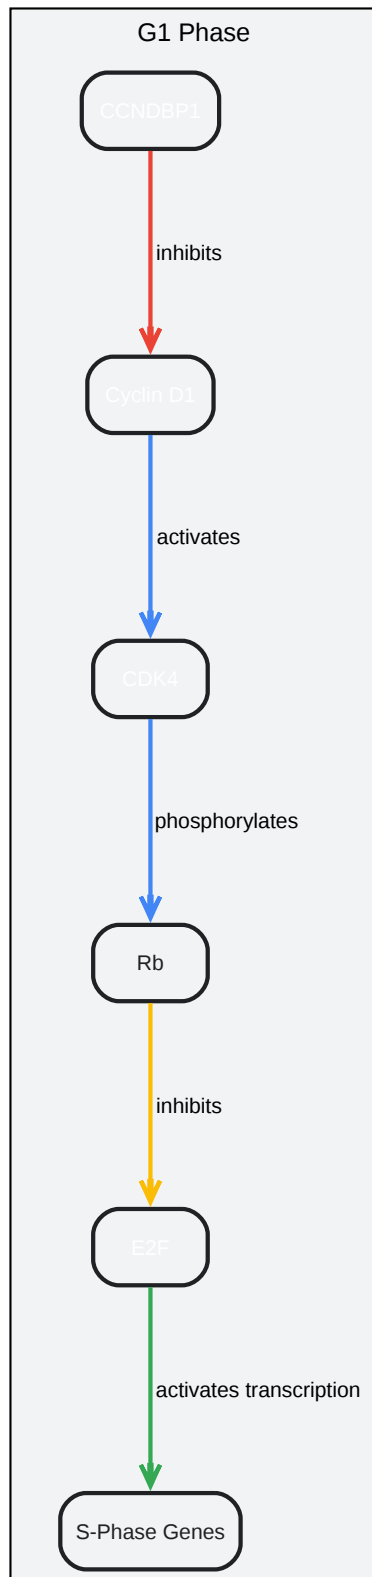 G1 Phase
CCNDBP1
inhibits
Cyclin D1
activates
CDK4
phosphorylates
Rb
inhibits
E2F
activates transcription
S-Phase Genes